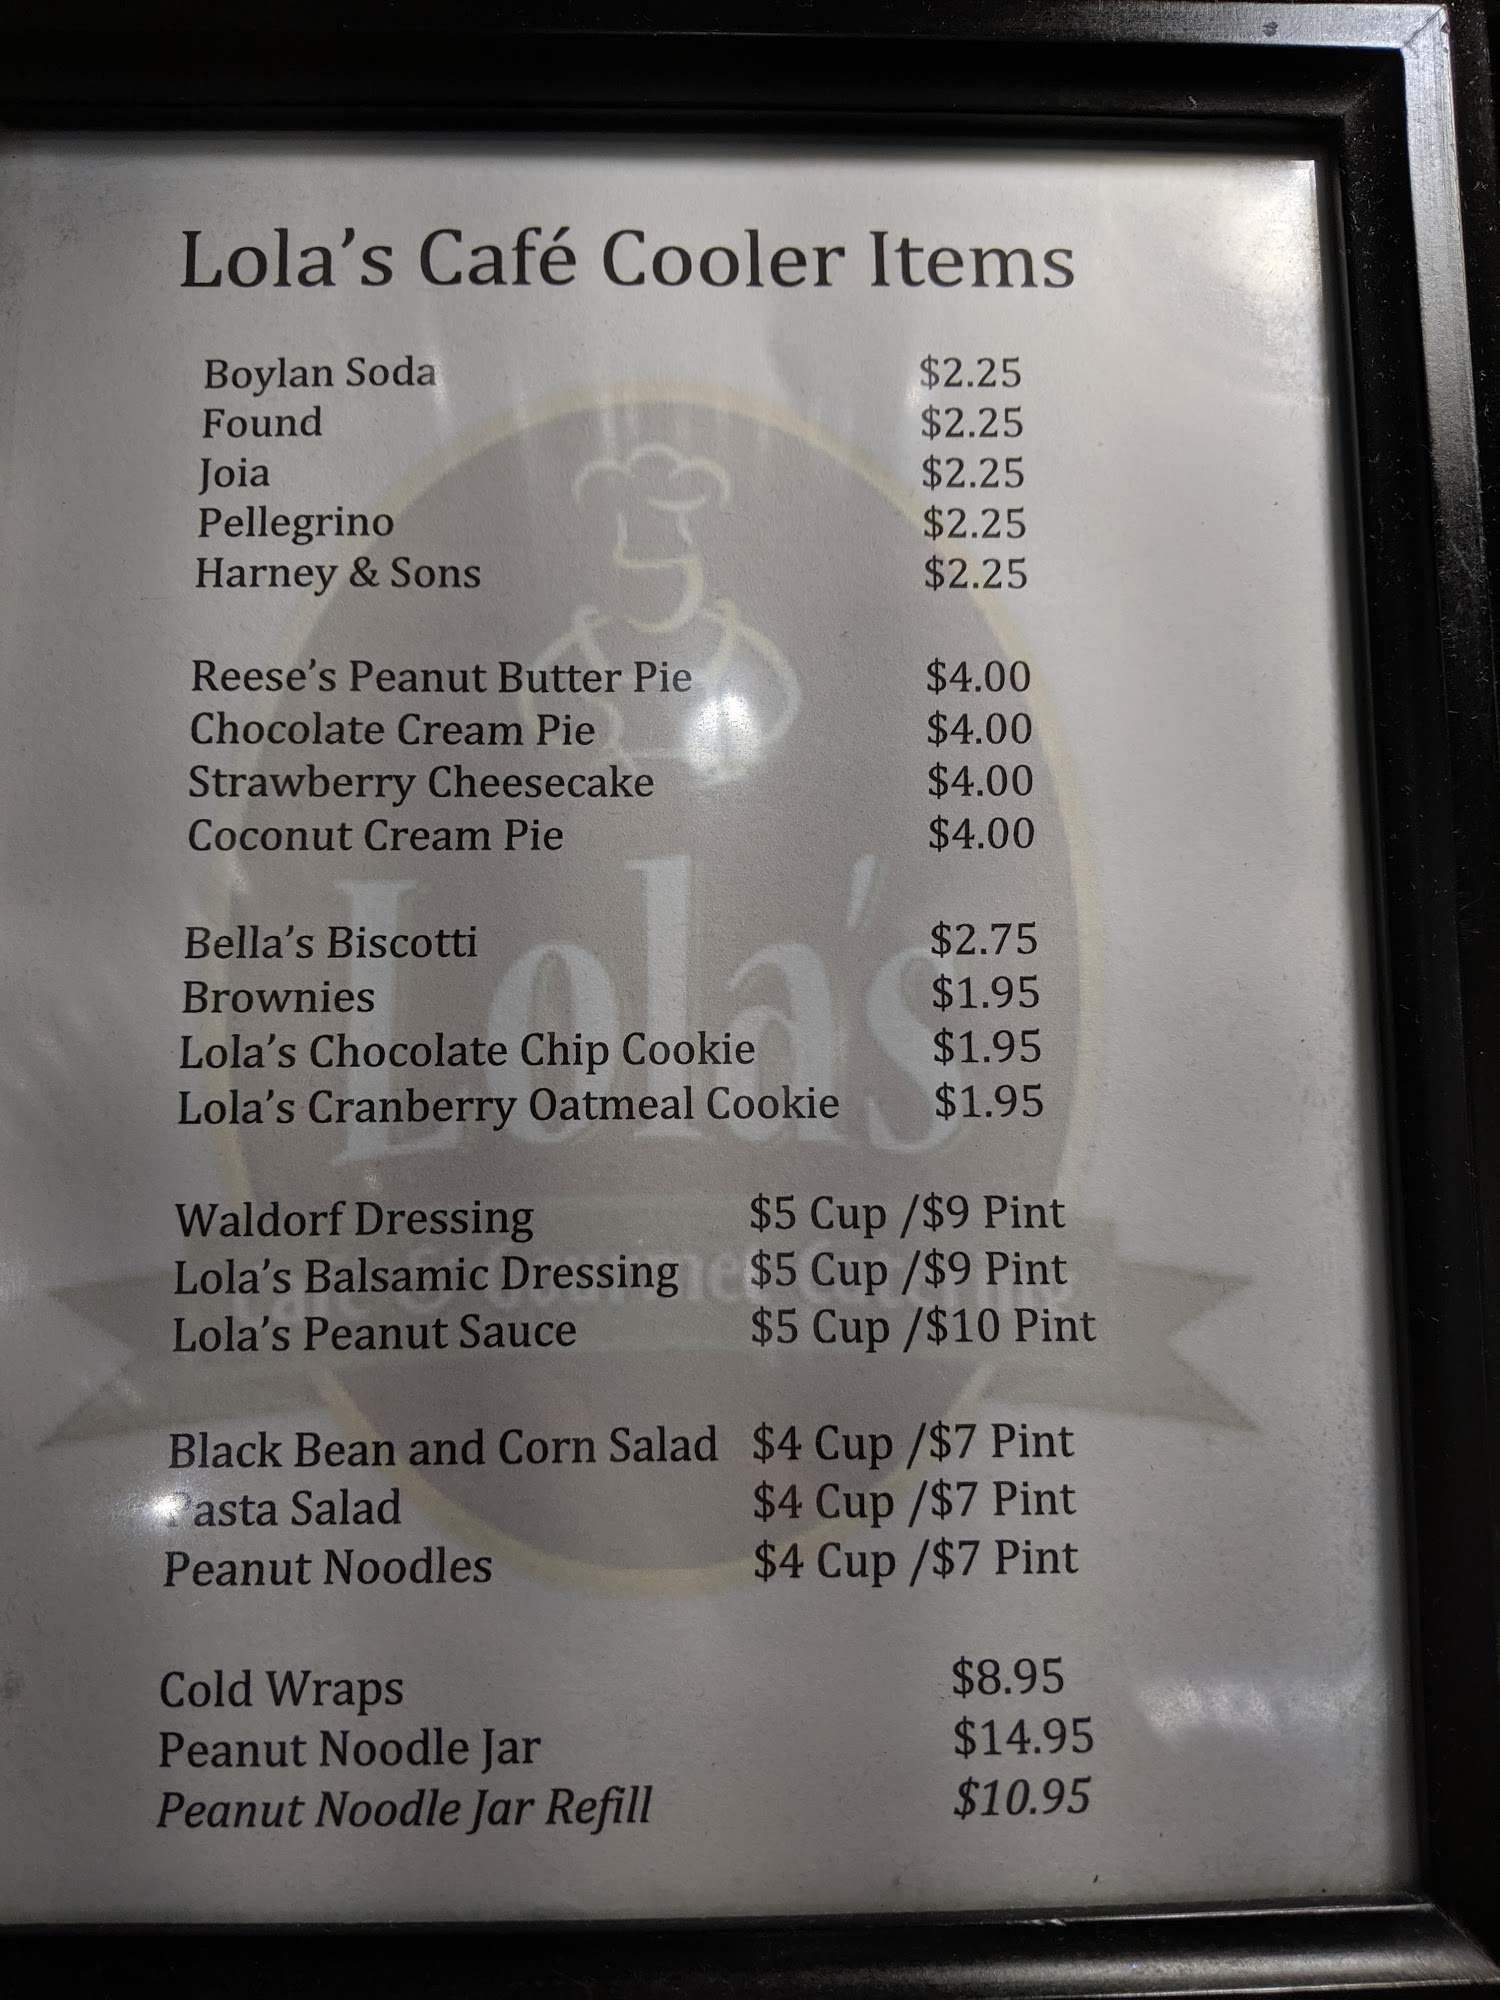 Lola's Café Cooler Items
Boylan Soda $2.25
Found $2.25
Joia $2.25
Pellegrino $2.25
Harney & Sons $2.25
Reese's Peanut Butter Pie $4.00
Chocolate Cream Pie $4.00
Strawberry Cheesecake $4.00
Coconut Cream Pie $4.00
Bella's Biscotti $2.75
Brownies $1.95
Lola's Chocolate Chip Cookie $1.95
Lola's Cranberry Oatmeal Cookie $1.95
Waldorf Dressing $5 Cup /$9 Pint
Lola's Balsamic Dressing $5 Cup /$9 Pint
Lola's Peanut Sauce $5 Cup /$10 Pint
Black Bean and Corn Salad $4 Cup /$7 Pint
Pasta Salad $4 Cup /$7 Pint
Peanut Noodles $4 Cup /$7 Pint
Cold Wraps $8.95
Peanut Noodle Jar $14.95
Peanut Noodle Jar Refill $10.95
Lola's